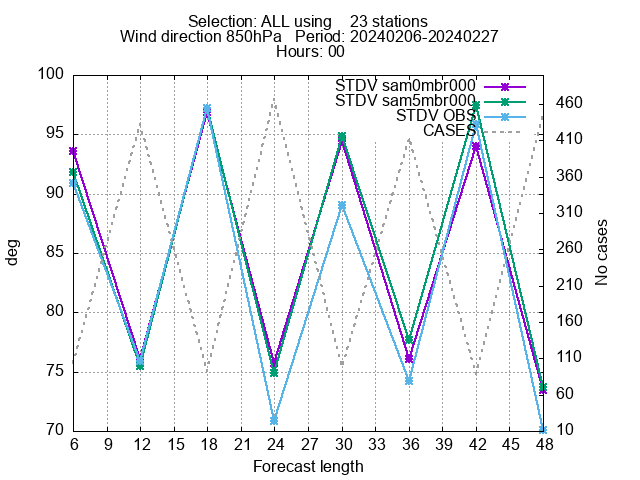 Selection: ALL using 23 stations
Wind direction 850hPa Period: 20240206-20240227
Hours: 00
STDV sam0mbr000
STDV sam5mbr000
STDV OBS
CASES
deg
100
95
90
85
80
75
70
No cases
460
410
360
310
260
210
160
110
60
10
6 9 12 15 18 21 24 27 30 33 36 39 42 45 48
Forecast length